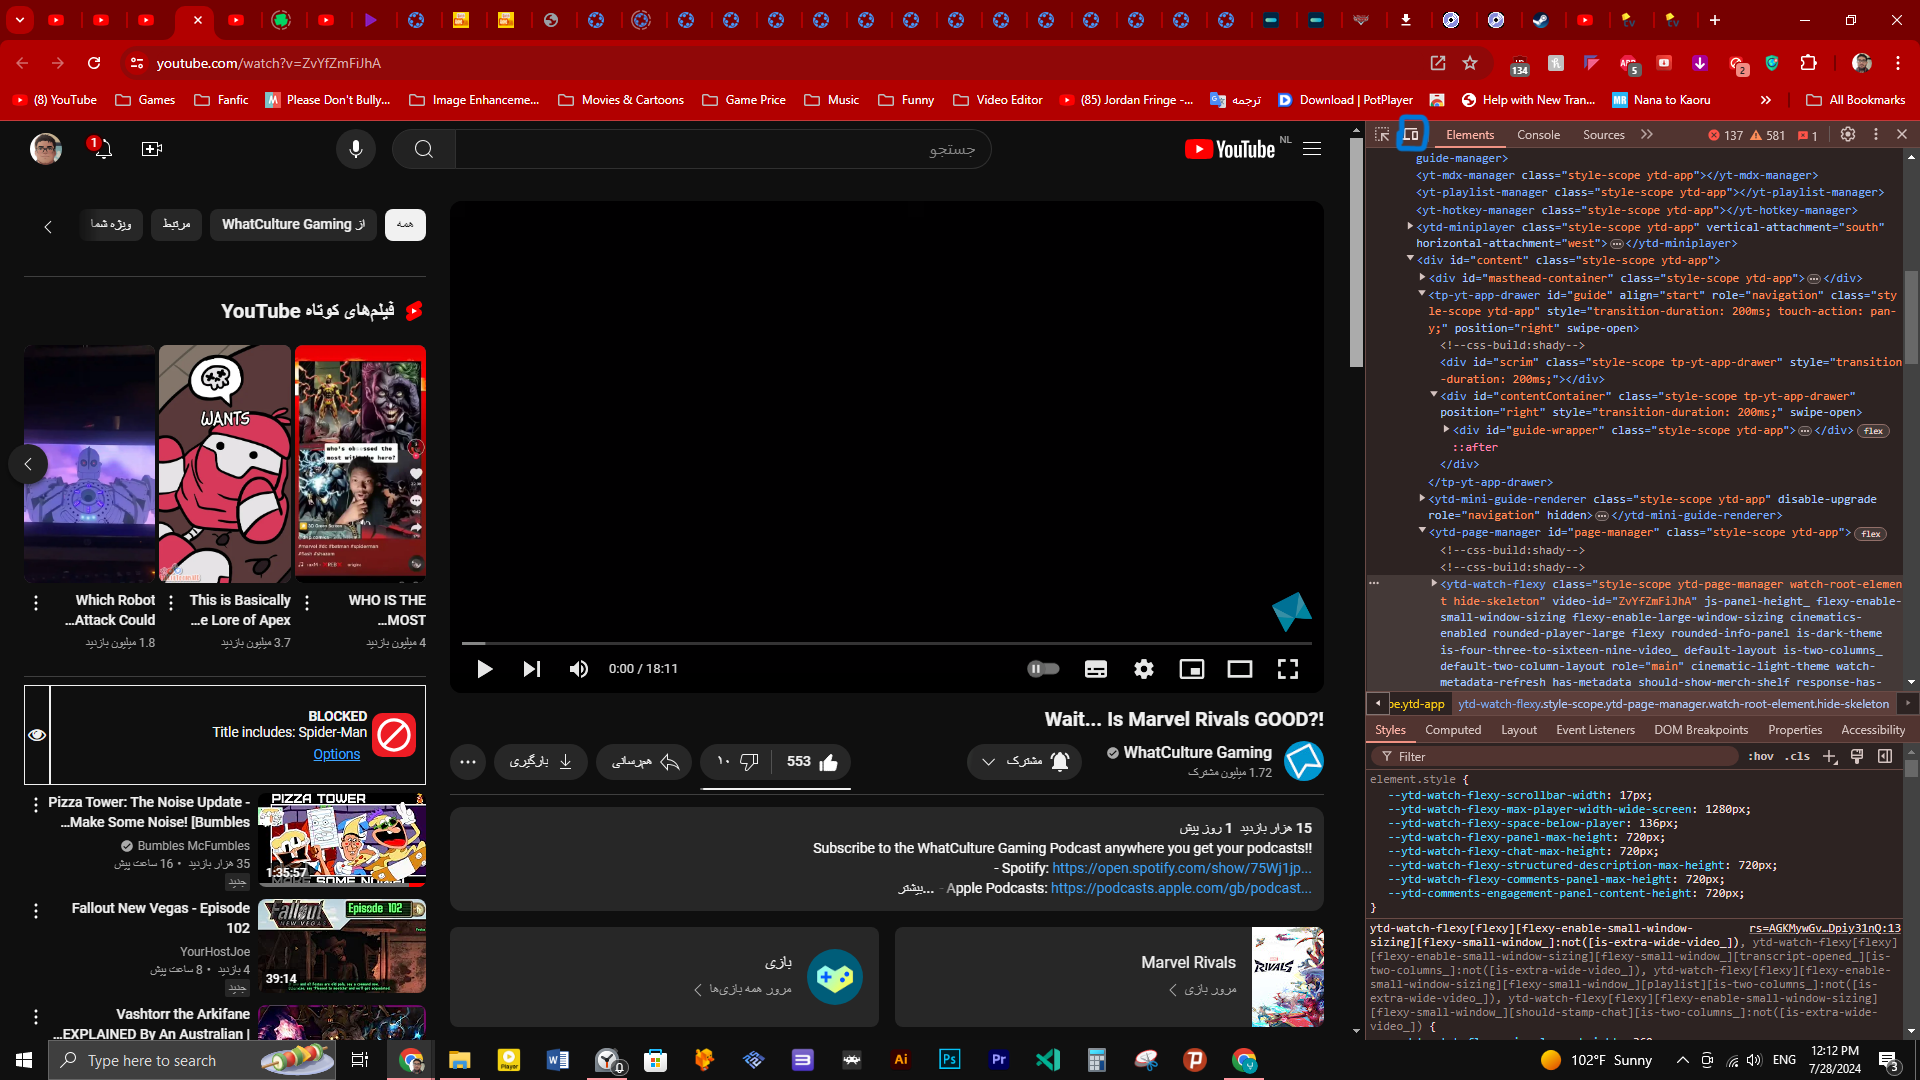 youtube.com/watch?v=ZvYfZmFiJhA
134
5
2
(8) YouTube
Games
Fanfic
Please Don't Bully...
Image Enhanceme...
Movies & Cartoons
Game Price
Music
Funny
Video Editor
(85) Jordan Fringe -...
ترجمه
Download | PotPlayer
Help with New Tran...
Nana to Kaoru
All Bookmarks
1
جستجو
YouTube NL
همه
از WhatCulture Gaming
مرتبط
ویژه شما
فیلم‌های کوتاه YouTube
WANTS
Which Robot
Attack Could...
1.8 میلیون بازدید
This is Basically
e Lore of Apex...
3.7 میلیون بازدید
WHO IS THE
MOST...
4 میلیون بازدید
BLOCKED
Title includes: Spider-Man
Options
Pizza Tower: The Noise Update -
Make Some Noise! [Bumbles...
Bumbles McFumbles
35 هزار بازدید • 16 ساعت پیش
جدید
PIZZA TOWER
1:35:57
MAKE SOME NOISE!
Fallout New Vegas - Episode
102
YourHostJoe
4 بازدید • 8 ساعت پیش
جدید
Fallout
NEW VEGAS
Episode 102
39:14
Vashtorr the Arkifane
EXPLAINED By An Australian |...
0:00 / 18:11
Wait... Is Marvel Rivals GOOD?!
WhatCulture Gaming
1.72 میلیون مشترک
مشترک
553
۱۰
هم‌رسانی
بارگیری
15 هزار بازدید 1 روز پیش
Subscribe to the WhatCulture Gaming Podcast anywhere you get your podcasts!!
- Spotify: https://open.spotify.com/show/75Wj1jp...
- Apple Podcasts: https://podcasts.apple.com/gb/podcast...
...بیشتر
بازی
مرور همه بازی‌ها
Marvel Rivals
مرور بازی
RIVALS
Elements
Console
Sources
137
581
1
guide-manager>
<yt-mdx-manager class="style-scope ytd-app"></yt-mdx-manager>
<yt-playlist-manager class="style-scope ytd-app"></yt-playlist-manager>
<yt-hotkey-manager class="style-scope ytd-app"></yt-hotkey-manager>
<ytd-miniplayer class="style-scope ytd-app" vertical-attachment="south"
horizontal-attachment="west"></ytd-miniplayer>
<div id="content" class="style-scope ytd-app">
<div id="masthead-container" class="style-scope ytd-app"></div>
<tp-yt-app-drawer id="guide" align="start" role="navigation" class="sty
le-scope ytd-app" style="transition-duration: 200ms; touch-action: pan-
y;" position="right" swipe-open>
<!--css-build:shady-->
<div id="scrim" class="style-scope tp-yt-app-drawer" style="transition
-duration: 200ms;"></div>
<div id="contentContainer" class="style-scope tp-yt-app-drawer"
position="right" style="transition-duration: 200ms;" swipe-open>
<div id="guide-wrapper" class="style-scope ytd-app"></div> flex
::after
</div>
</tp-yt-app-drawer>
<ytd-mini-guide-renderer class="style-scope ytd-app" disable-upgrade
role="navigation" hidden></ytd-mini-guide-renderer>
<ytd-page-manager id="page-manager" class="style-scope ytd-app"> flex
<!--css-build:shady-->
<!--css-build:shady-->
<ytd-watch-flexy class="style-scope ytd-page-manager watch-root-elemen
t hide-skeleton" video-id="ZvYfZmFiJhA" js-panel-height_ flexy-enable-
small-window-sizing flexy-enable-large-window-sizing cinematics-
enabled rounded-player-large flexy rounded-info-panel is-dark-theme
is-four-three-to-sixteen-nine-video_ default-layout is-two-columns_
default-two-column-layout role="main" cinematic-light-theme watch-
metadata-refresh has-metadata should-show-merch-shelf response-has-
pe.ytd-app
ytd-watch-flexy.style-scope.ytd-page-manager.watch-root-element.hide-skeleton
Styles
Computed
Layout
Event Listeners
DOM Breakpoints
Properties
Accessibility
Filter
:hov .cls
element.style {
--ytd-watch-flexy-scrollbar-width: 17px;
--ytd-watch-flexy-max-player-width-wide-screen: 1280px;
--ytd-watch-flexy-space-below-player: 136px;
--ytd-watch-flexy-panel-max-height: 720px;
--ytd-watch-flexy-chat-max-height: 720px;
--ytd-watch-flexy-structured-description-max-height: 720px;
--ytd-watch-flexy-comments-panel-max-height: 720px;
--ytd-comments-engagement-panel-content-height: 720px;
}
ytd-watch-flexy[flexy][flexy-enable-small-window- rs=AGKMywGv…Dpiy31nQ:13
sizing][flexy-small-window_]:not([is-extra-wide-video_]), ytd-watch-flexy[flexy]
[flexy-enable-small-window-sizing][flexy-small-window_][transcript-opened_][is-
two-columns_]:not([is-extra-wide-video_]), ytd-watch-flexy[flexy][flexy-enable-
small-window-sizing][flexy-small-window_][playlist][is-two-columns_]:not([is-
extra-wide-video_]), ytd-watch-flexy[flexy][flexy-enable-small-window-sizing]
[flexy-small-window_][should-stamp-chat][is-two-columns_]:not([is-extra-wide-
video_]) {
Type here to search
102°F Sunny
ENG
12:12 PM
7/28/2024
3